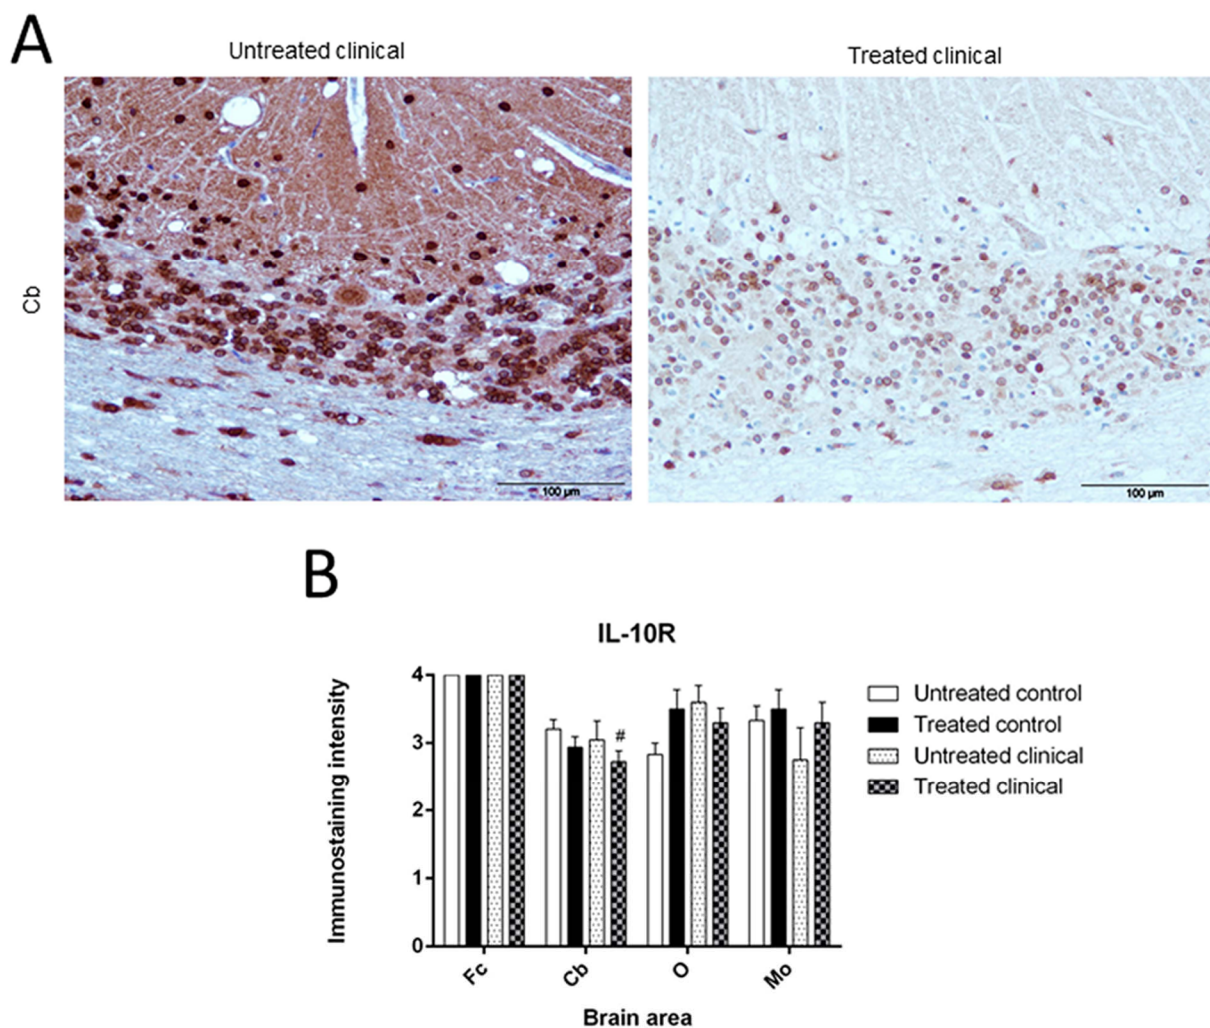 A
Untreated clinical
Treated clinical
Cb
100 µm
100 µm
B
IL-10R
Immunostaining intensity
4
3
2
1
0
#
Fc
Cb
O
Mo
Brain area
Untreated control
Treated control
Untreated clinical
Treated clinical